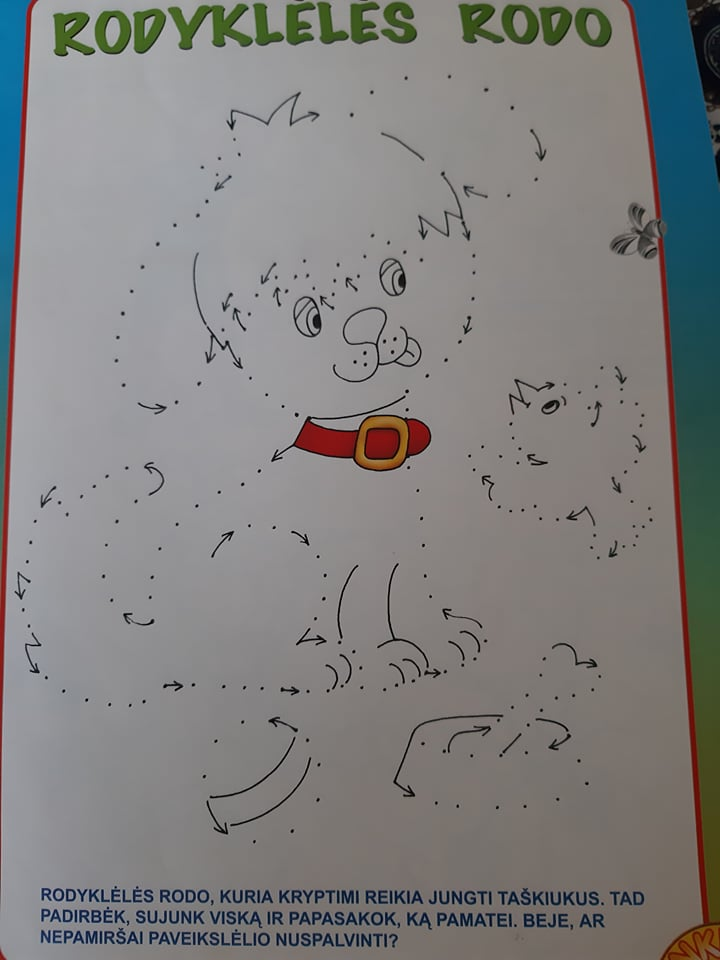 RODYKLĖLĖS RODO
RODYKLĖLĖS RODO, KURIA KRYPTIMI REIKIA JUNGTI TAŠKIUKUS. TAD
PADIRBĖK, SUJUNK VISKĄ IR PAPASAKOK, KĄ PAMATEI. BEJE, AR
NEPAMIRŠAI PAVEIKSLĖLIO NUSPALVINTI?